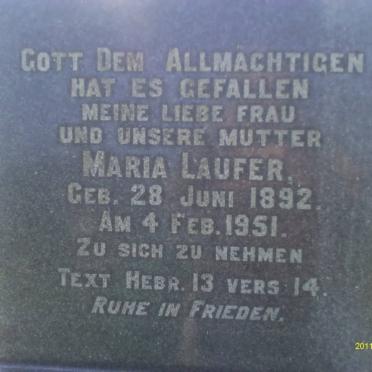 GOTT DEM ALLMACHTIGEN
HAT ES GEFALLEN
MEINE LIEBE FRAU
UND UNSERE MUTTER
MARIA LAUFER,
GEB. 28 JUNI 1892.
AM 4 FEB. 1951.
ZU SICH ZU NEHMEN
TEXT HEBR. 13 VERS 14.
RUHE IN FRIEDEN.
2011